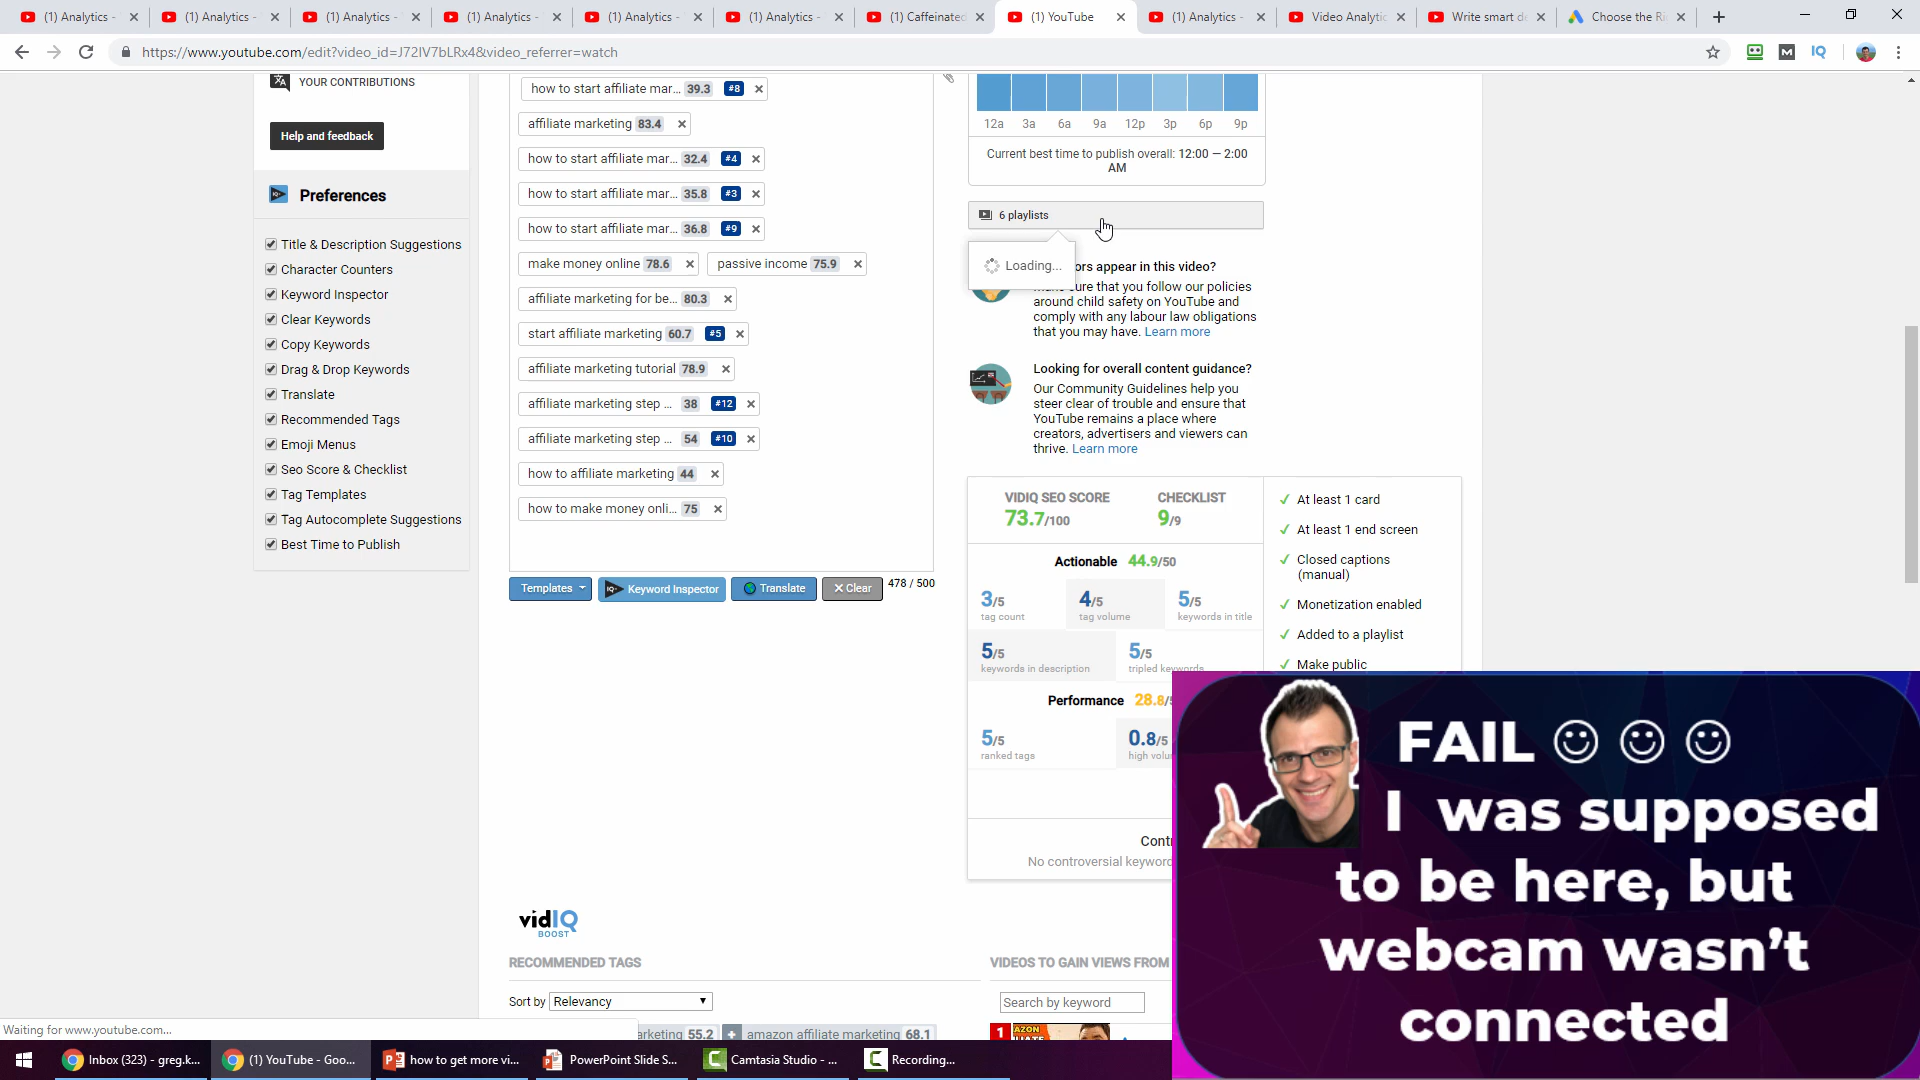 (1) Analytics -
(1) Analytics -
(1) Analytics -
(1) Analytics -
(1) Analytics -
(1) Analytics -
(1) Caffeinated
(1) YouTube
(1) Analytics -
Video Analytic
Write smart de
Choose the Ri
https://www.youtube.com/edit?video_id=J72IV7bLRx4&video_referrer=watch
YOUR CONTRIBUTIONS
Help and feedback
Preferences
Title & Description Suggestions
Character Counters
Keyword Inspector
Clear Keywords
Copy Keywords
Drag & Drop Keywords
Translate
Recommended Tags
Emoji Menus
Seo Score & Checklist
Tag Templates
Tag Autocomplete Suggestions
Best Time to Publish
how to start affiliate mar... 39.3 #8
affiliate marketing 83.4
how to start affiliate mar... 32.4 #4
how to start affiliate mar... 35.8 #3
how to start affiliate mar... 36.8 #9
make money online 78.6 passive income 75.9
affiliate marketing for be... 80.3
start affiliate marketing 60.7 #5
affiliate marketing tutorial 78.9
affiliate marketing step ... 38 #12
affiliate marketing step ... 54 #10
how to affiliate marketing 44
how to make money onli... 75
Templates Keyword Inspector Translate Clear 478 / 500
12a 3a 6a 9a 12p 3p 6p 9p
Current best time to publish overall: 12:00 — 2:00
AM
6 playlists
Loading...
ors appear in this video?
Make sure that you follow our policies
around child safety on YouTube and
comply with any labour law obligations
that you may have. Learn more
Looking for overall content guidance?
Our Community Guidelines help you
steer clear of trouble and ensure that
YouTube remains a place where
creators, advertisers and viewers can
thrive. Learn more
VIDIQ SEO SCORE CHECKLIST
73.7/100 9/9
Actionable 44.9/50
3/5 4/5 5/5
tag count tag volume keywords in title
5/5 5/5
keywords in description tripled keywords
Performance 28.8/5
5/5 0.8/5
ranked tags high volu
Contr
No controversial keyword
At least 1 card
At least 1 end screen
Closed captions
(manual)
Monetization enabled
Added to a playlist
Make public
FAIL
I was supposed
to be here, but
webcam wasn't
connected
vidIQ
BOOST
RECOMMENDED TAGS
Sort by Relevancy
arketing 55.2 + amazon affiliate marketing 68.1
VIDEOS TO GAIN VIEWS FROM
Search by keyword
1
Waiting for www.youtube.com...
Inbox (323) - greg.k...
(1) YouTube - Goo...
how to get more vi...
PowerPoint Slide S...
Camtasia Studio - ...
Recording...